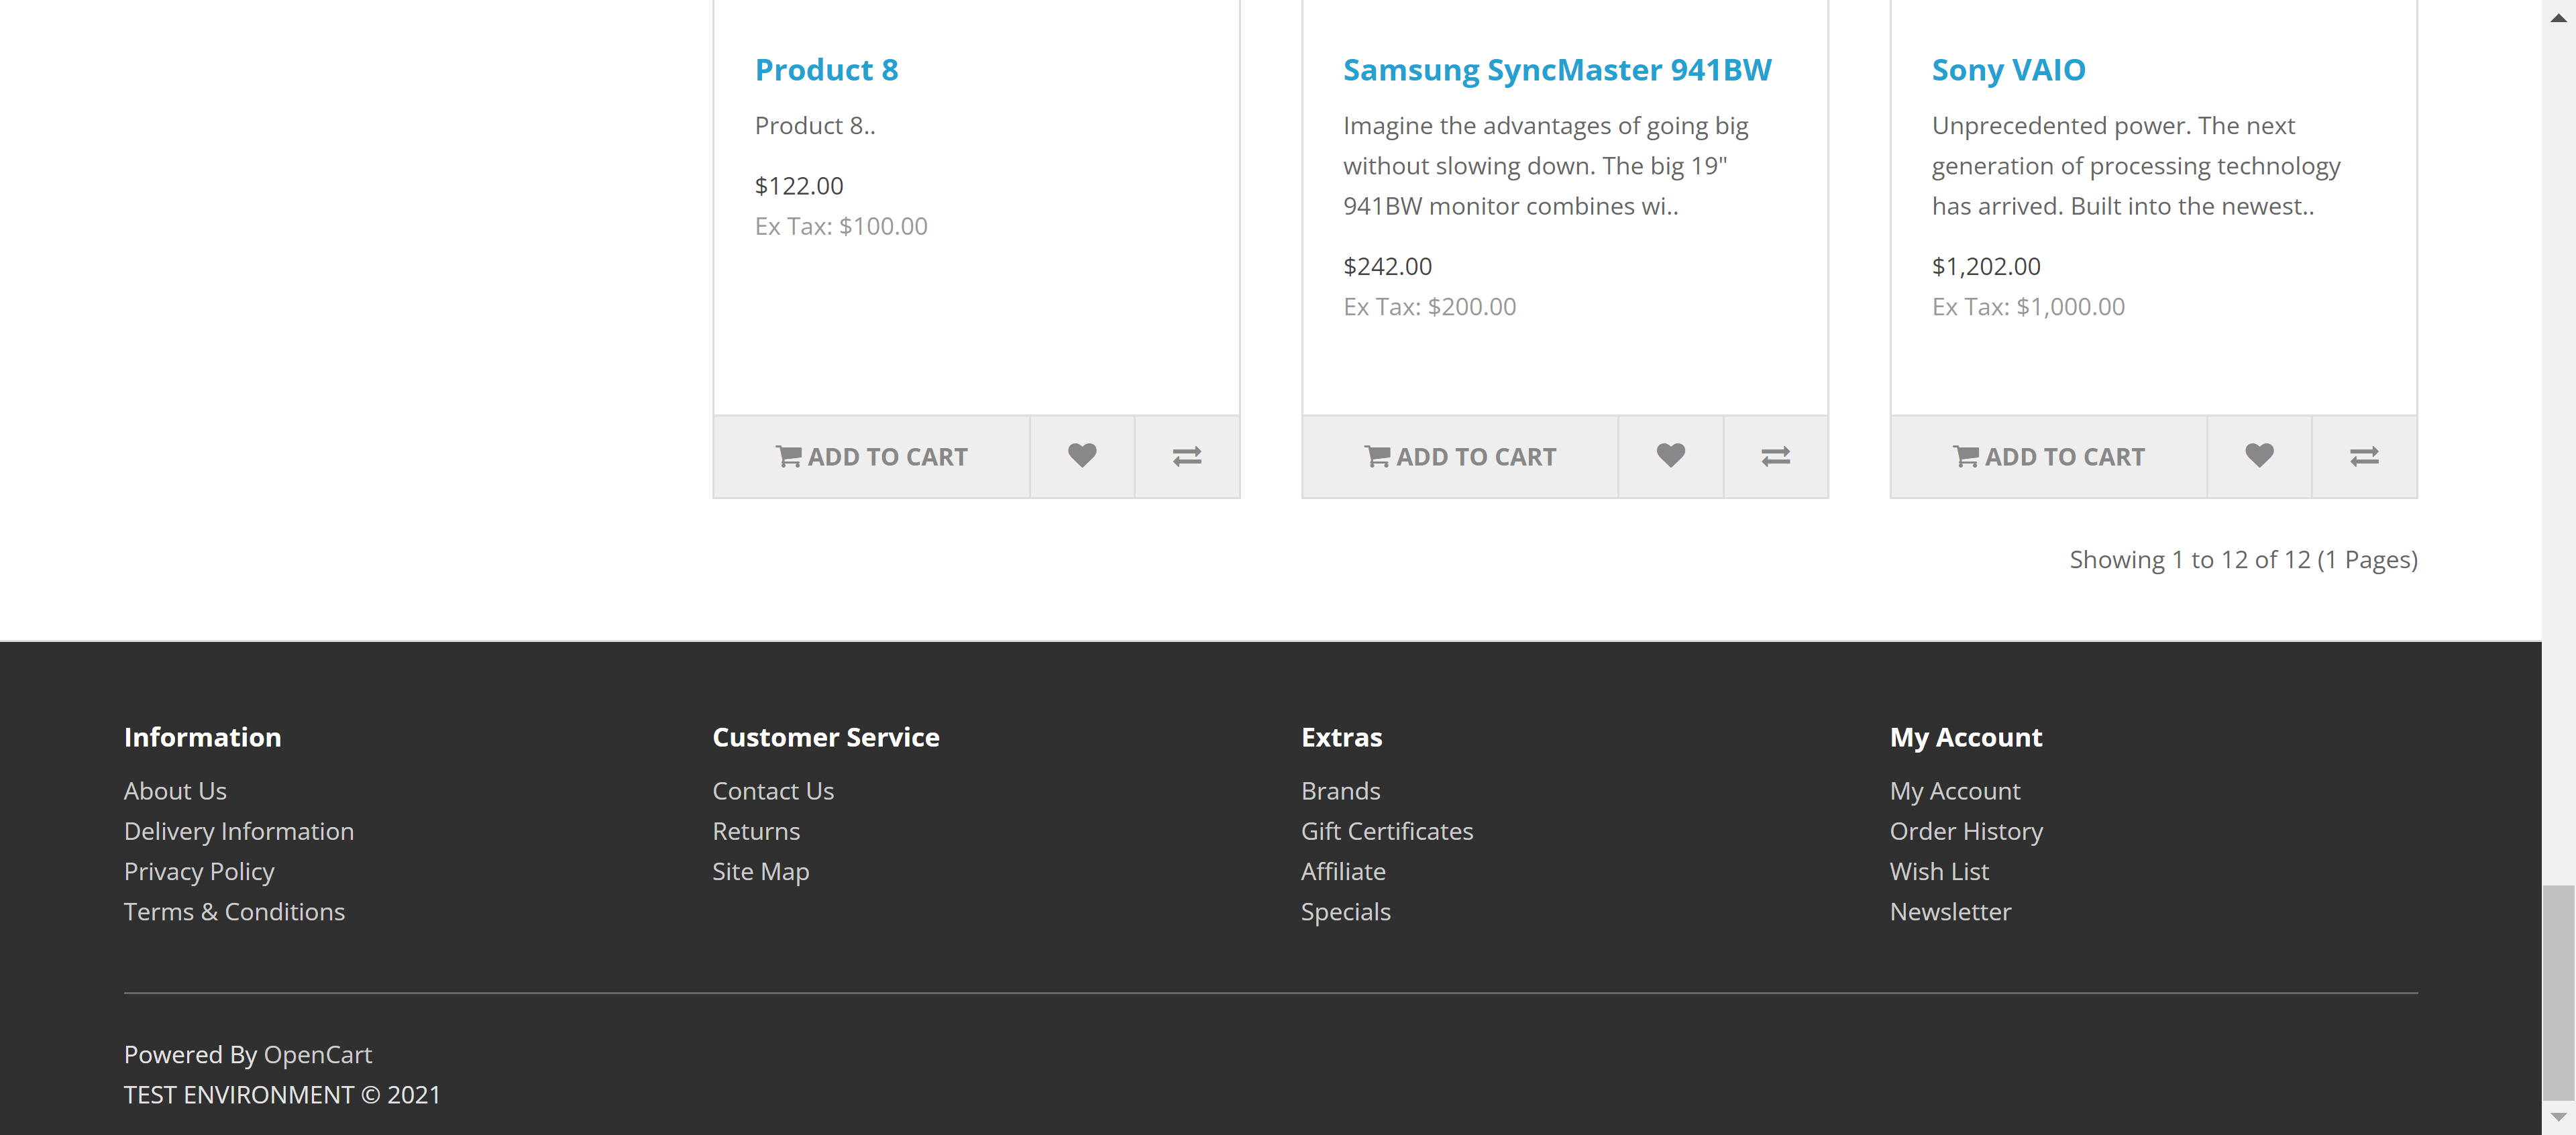 Product 8
Product 8..
$122.00
Ex Tax: $100.00
ADD TO CART
Samsung SyncMaster 941BW
Imagine the advantages of going big
without slowing down. The big 19"
941BW monitor combines wi..
$242.00
Ex Tax: $200.00
ADD TO CART
Sony VAIO
Unprecedented power. The next
generation of processing technology
has arrived. Built into the newest..
$1,202.00
Ex Tax: $1,000.00
ADD TO CART
Showing 1 to 12 of 12 (1 Pages)
Information
About Us
Delivery Information
Privacy Policy
Terms & Conditions
Customer Service
Contact Us
Returns
Site Map
Extras
Brands
Gift Certificates
Affiliate
Specials
My Account
My Account
Order History
Wish List
Newsletter
Powered By OpenCart
TEST ENVIRONMENT © 2021